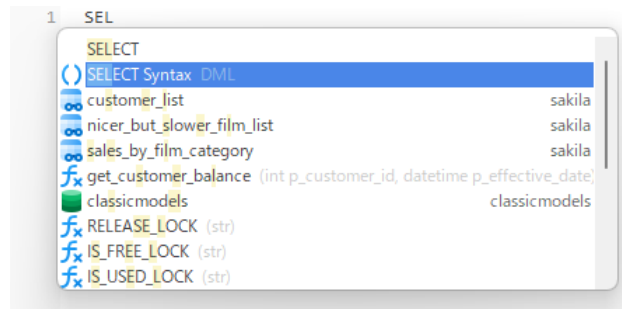 1 SEL
SELECT
SELECT Syntax DML
customer_list sakila
nicer_but_slower_film_list sakila
sales_by_film_category sakila
get_customer_balance (int p_customer_id, datetime p_effective_date)
classicmodels classicmodels
RELEASE_LOCK (str)
IS_FREE_LOCK (str)
IS_USED_LOCK (str)